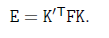 E = K′ᵀFK.